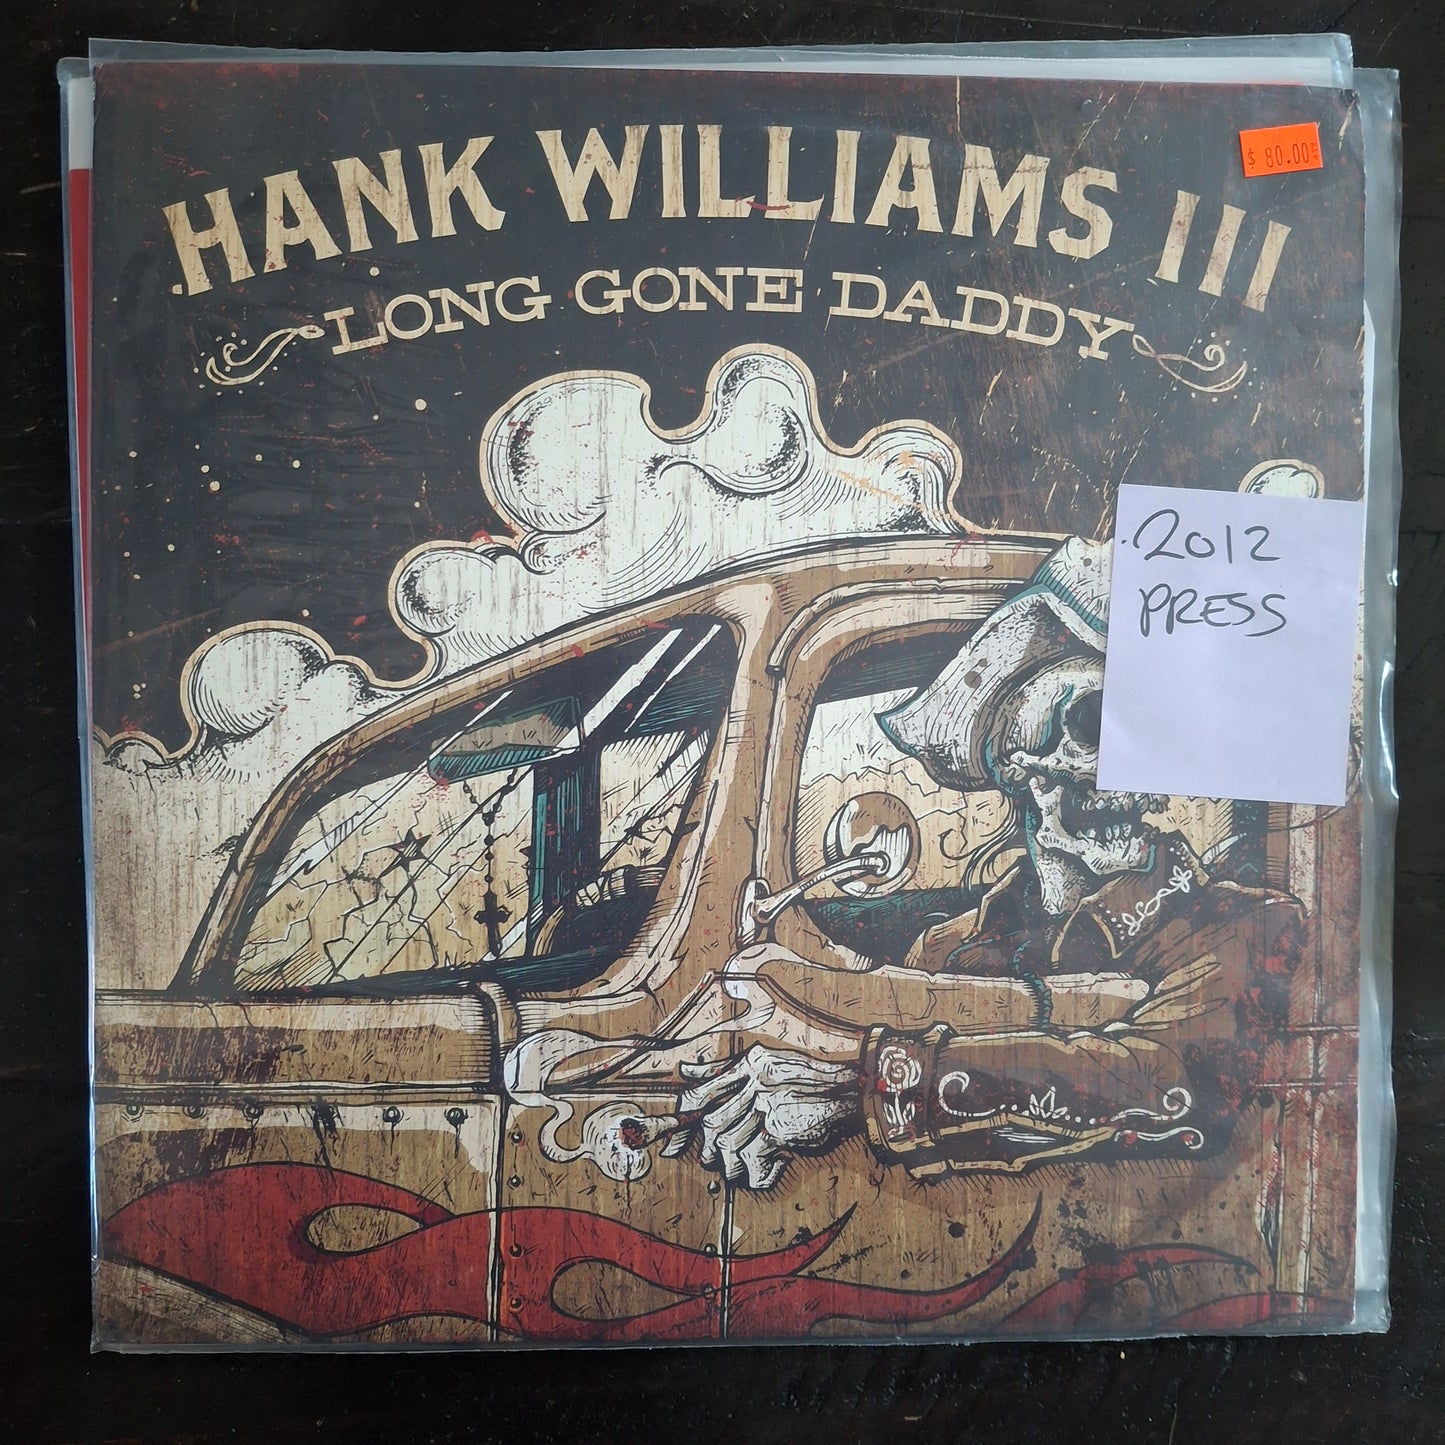 HANK WILLIAMS III
LONG GONE DADDY
$ 80.00
2012
PRESS